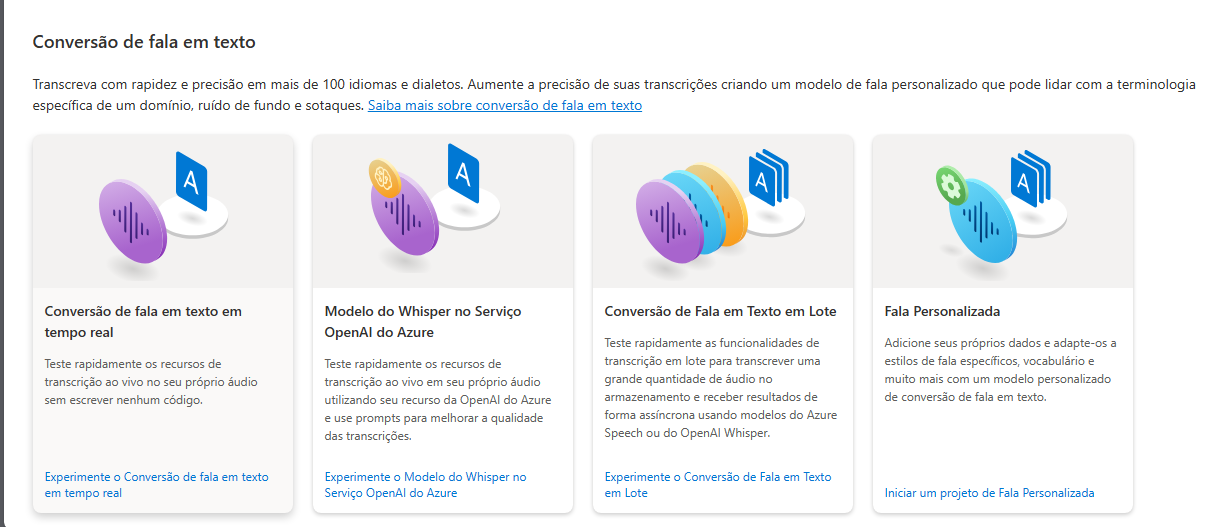 Conversão de fala em texto
Transcreva com rapidez e precisão em mais de 100 idiomas e dialetos. Aumente a precisão de suas transcrições criando um modelo de fala personalizado que pode lidar com a terminologia
específica de um domínio, ruído de fundo e sotaques. Saiba mais sobre conversão de fala em texto
A
A
A
A
Conversão de fala em texto em
tempo real
Teste rapidamente os recursos de
transcrição ao vivo no seu próprio áudio
sem escrever nenhum código.
Experimente o Conversão de fala em texto
em tempo real
Modelo do Whisper no Serviço
OpenAI do Azure
Teste rapidamente os recursos de
transcrição ao vivo em seu próprio áudio
utilizando seu recurso da OpenAI do Azure
e use prompts para melhorar a qualidade
das transcrições.
Experimente o Modelo do Whisper no
Serviço OpenAI do Azure
Conversão de Fala em Texto em Lote
Teste rapidamente as funcionalidades de
transcrição em lote para transcrever uma
grande quantidade de áudio no
armazenamento e receber resultados de
forma assíncrona usando modelos do Azure
Speech ou do OpenAI Whisper.
Experimente o Conversão de Fala em Texto
em Lote
Fala Personalizada
Adicione seus próprios dados e adapte-os a
estilos de fala específicos, vocabulário e
muito mais com um modelo personalizado
de conversão de fala em texto.
Iniciar um projeto de Fala Personalizada